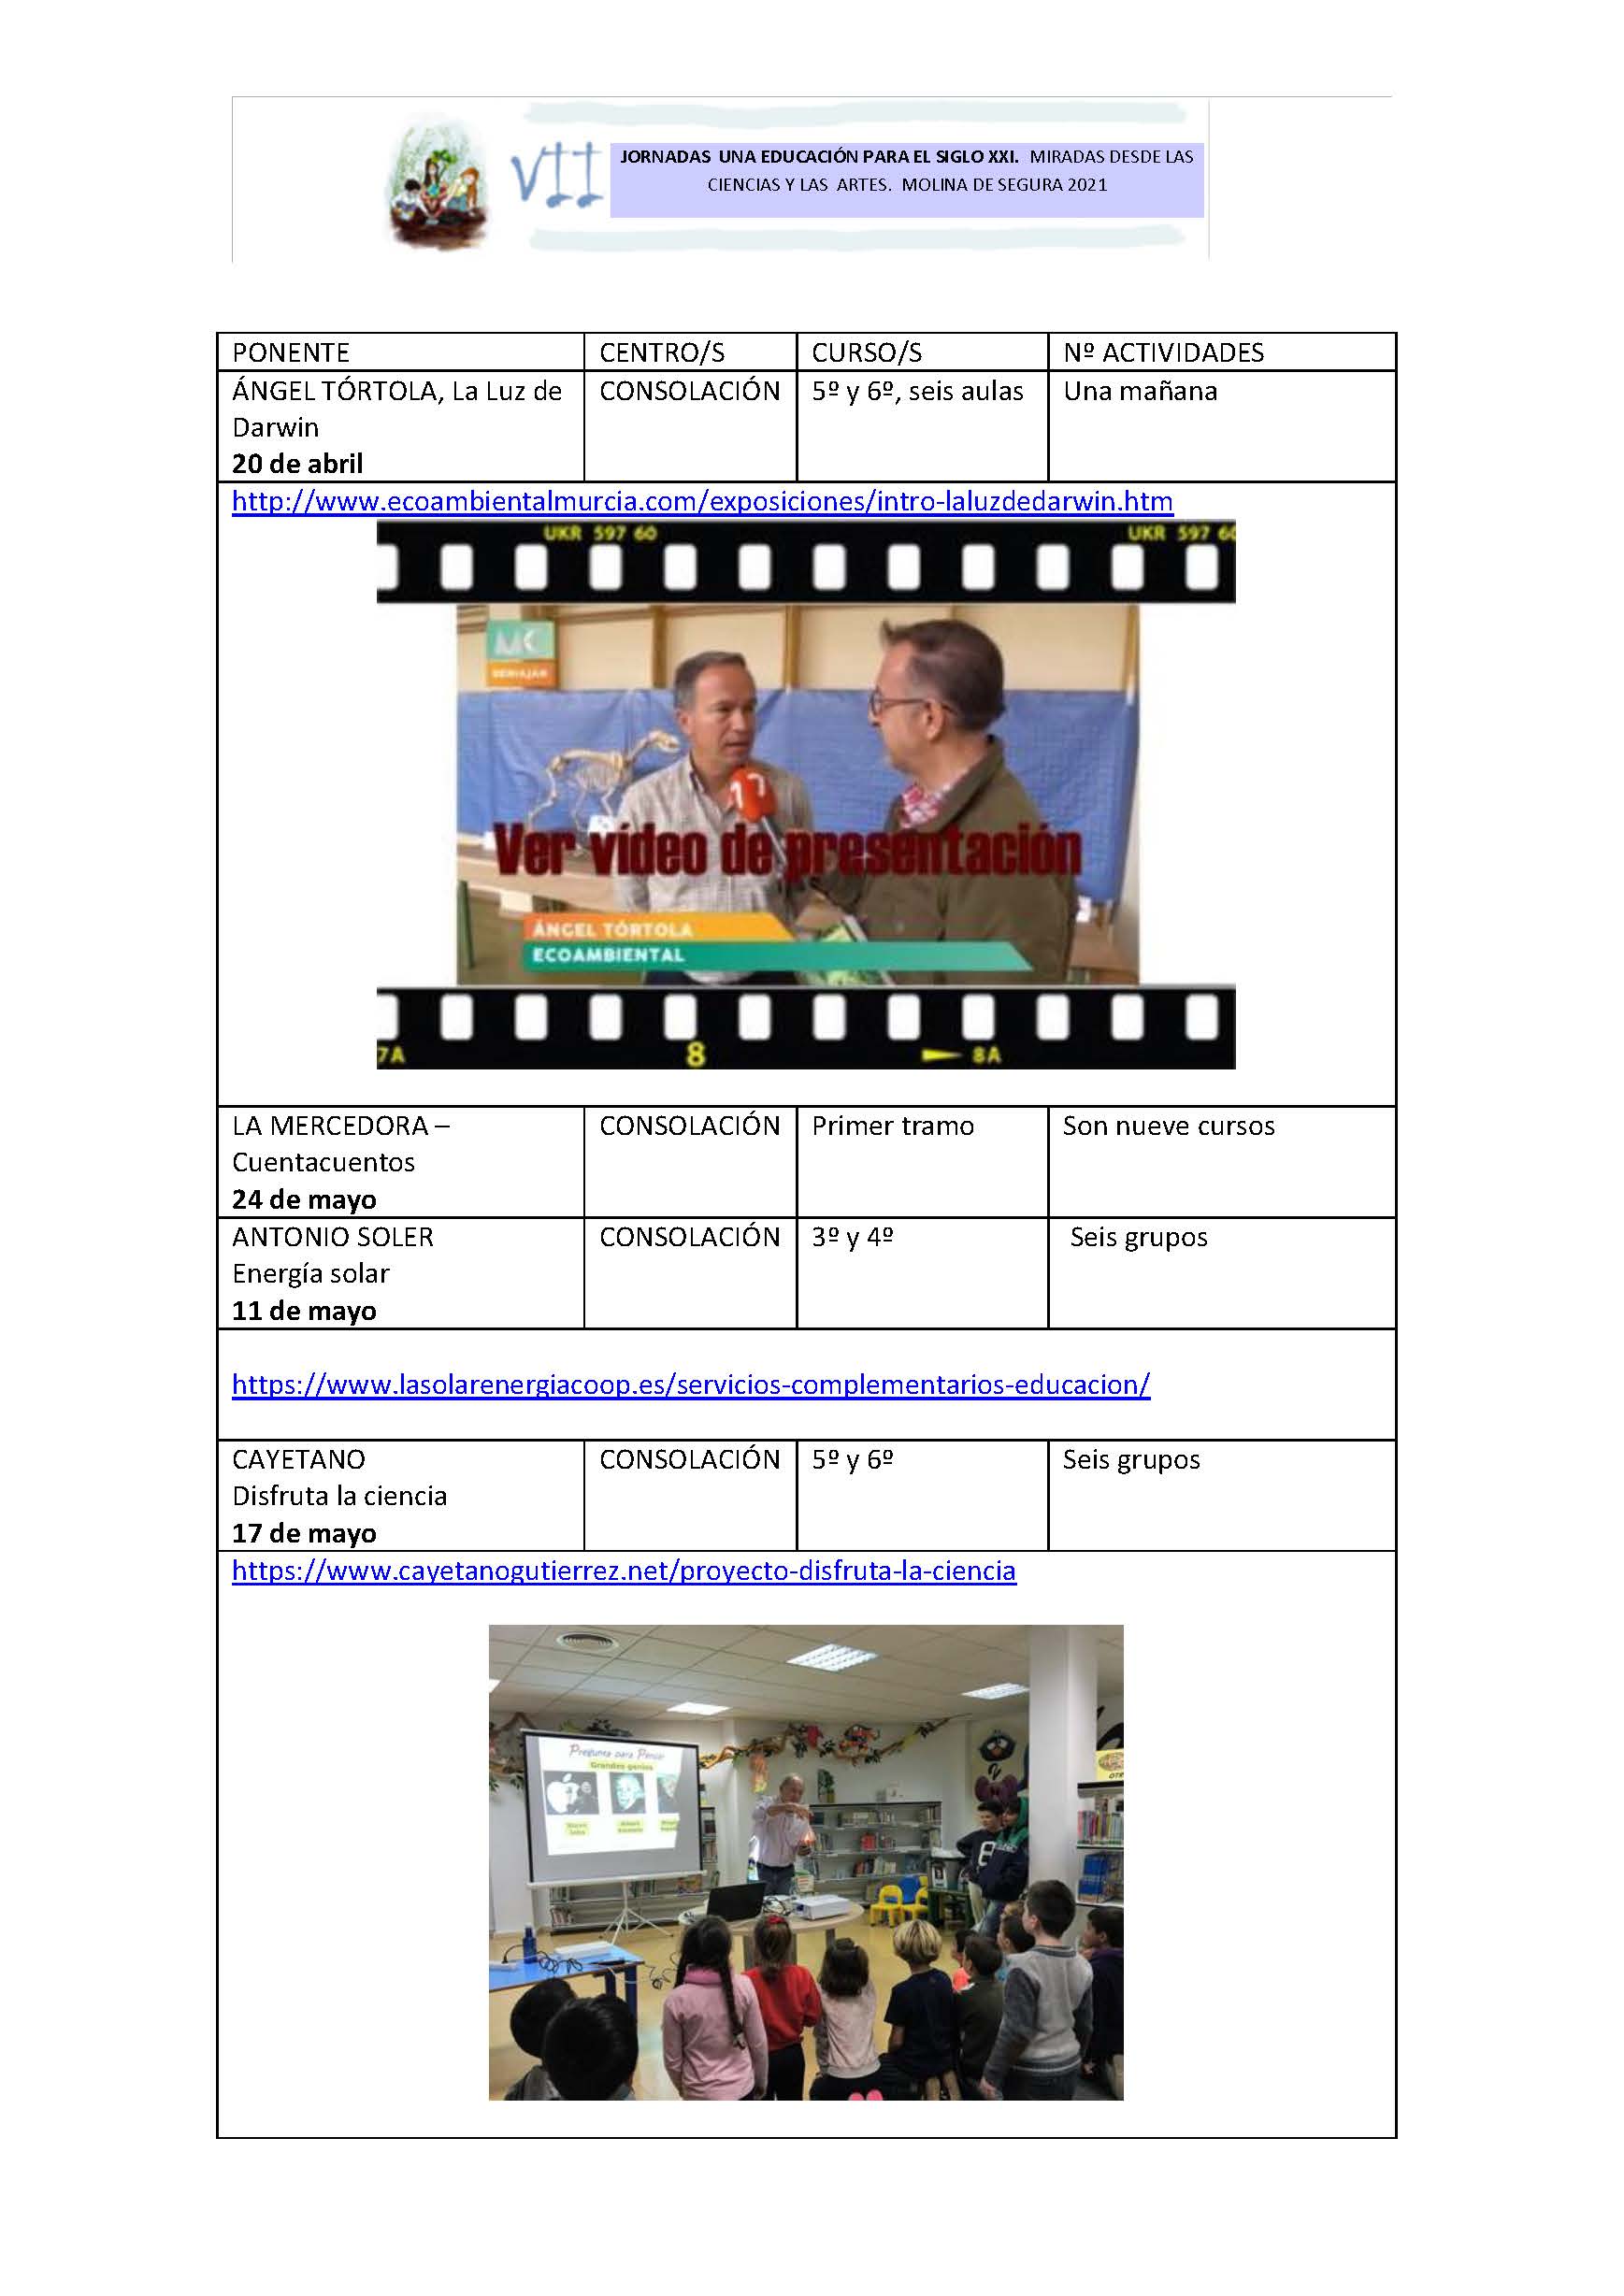 VII
JORNADAS UNA EDUCACIÓN PARA EL SIGLO XXI. MIRADAS DESDE LAS
CIENCIAS Y LAS ARTES. MOLINA DE SEGURA 2021
PONENTE CENTRO/S CURSO/S Nº ACTIVIDADES
ÁNGEL TÓRTOLA, La Luz de CONSOLACIÓN 5º y 6º, seis aulas Una mañana
Darwin
20 de abril
http://www.ecoambientalmurcia.com/exposiciones/intro-laluzdedarwin.htm
UKR 597 60 UKR 597 60
MC
Ver vídeo de presentación
ÁNGEL TÓRTOLA
ECOAMBIENTAL
7A 8 8A
LA MERCEDORA – CONSOLACIÓN Primer tramo Son nueve cursos
Cuentacuentos
24 de mayo
ANTONIO SOLER CONSOLACIÓN 3º y 4º Seis grupos
Energía solar
11 de mayo
https://www.lasolarenergiacoop.es/servicios-complementarios-educacion/
CAYETANO CONSOLACIÓN 5º y 6º Seis grupos
Disfruta la ciencia
17 de mayo
https://www.cayetanogutierrez.net/proyecto-disfruta-la-ciencia
Pregunta para Pensar
Grandes genios